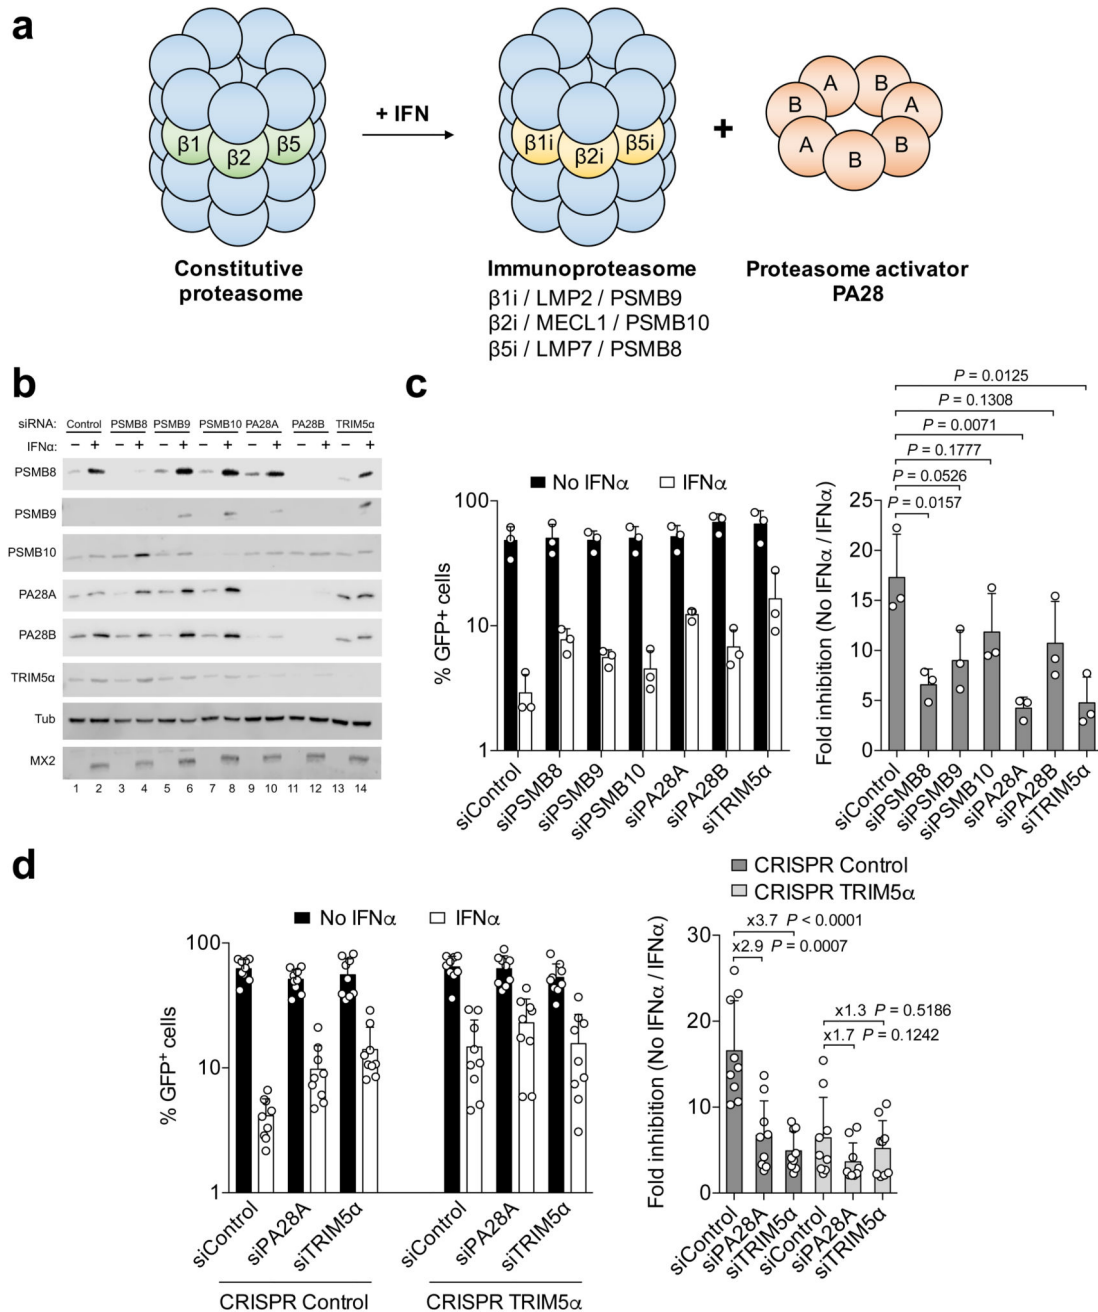 a
β1
β2
β5
+ IFN
β1i
β2i
β5i
+
A
B
B
A
A
B
B
Constitutive
proteasome
Immunoproteasome
β1i / LMP2 / PSMB9
β2i / MECL1 / PSMB10
β5i / LMP7 / PSMB8
Proteasome activator
PA28
b
siRNA: Control PSMB8 PSMB9 PSMB10 PA28A PA28B TRIM5α
IFNα: − + − + − + − + − + − + − +
PSMB8
PSMB9
PSMB10
PA28A
PA28B
TRIM5α
Tub
MX2
1 2 3 4 5 6 7 8 9 10 11 12 13 14
c
No IFNα IFNα
% GFP+ cells
100
10
1
siControl
siPSMB8
siPSMB9
siPSMB10
siPA28A
siPA28B
siTRIM5α
P = 0.0125
P = 0.1308
P = 0.0071
P = 0.1777
P = 0.0526
P = 0.0157
Fold inhibition (No IFNα / IFNα)
25
20
15
10
5
0
siControl
siPSMB8
siPSMB9
siPSMB10
siPA28A
siPA28B
siTRIM5α
d
No IFNα IFNα
% GFP+ cells
100
10
1
siControl
siPA28A
siTRIM5α
siControl
siPA28A
siTRIM5α
CRISPR Control
CRISPR TRIM5α
CRISPR Control
CRISPR TRIM5α
x3.7 P < 0.0001
x2.9 P = 0.0007
x1.3 P = 0.5186
x1.7 P = 0.1242
Fold inhibition (No IFNα / IFNα)
30
20
10
0
siControl
siPA28A
siTRIM5α
siControl
siPA28A
siTRIM5α